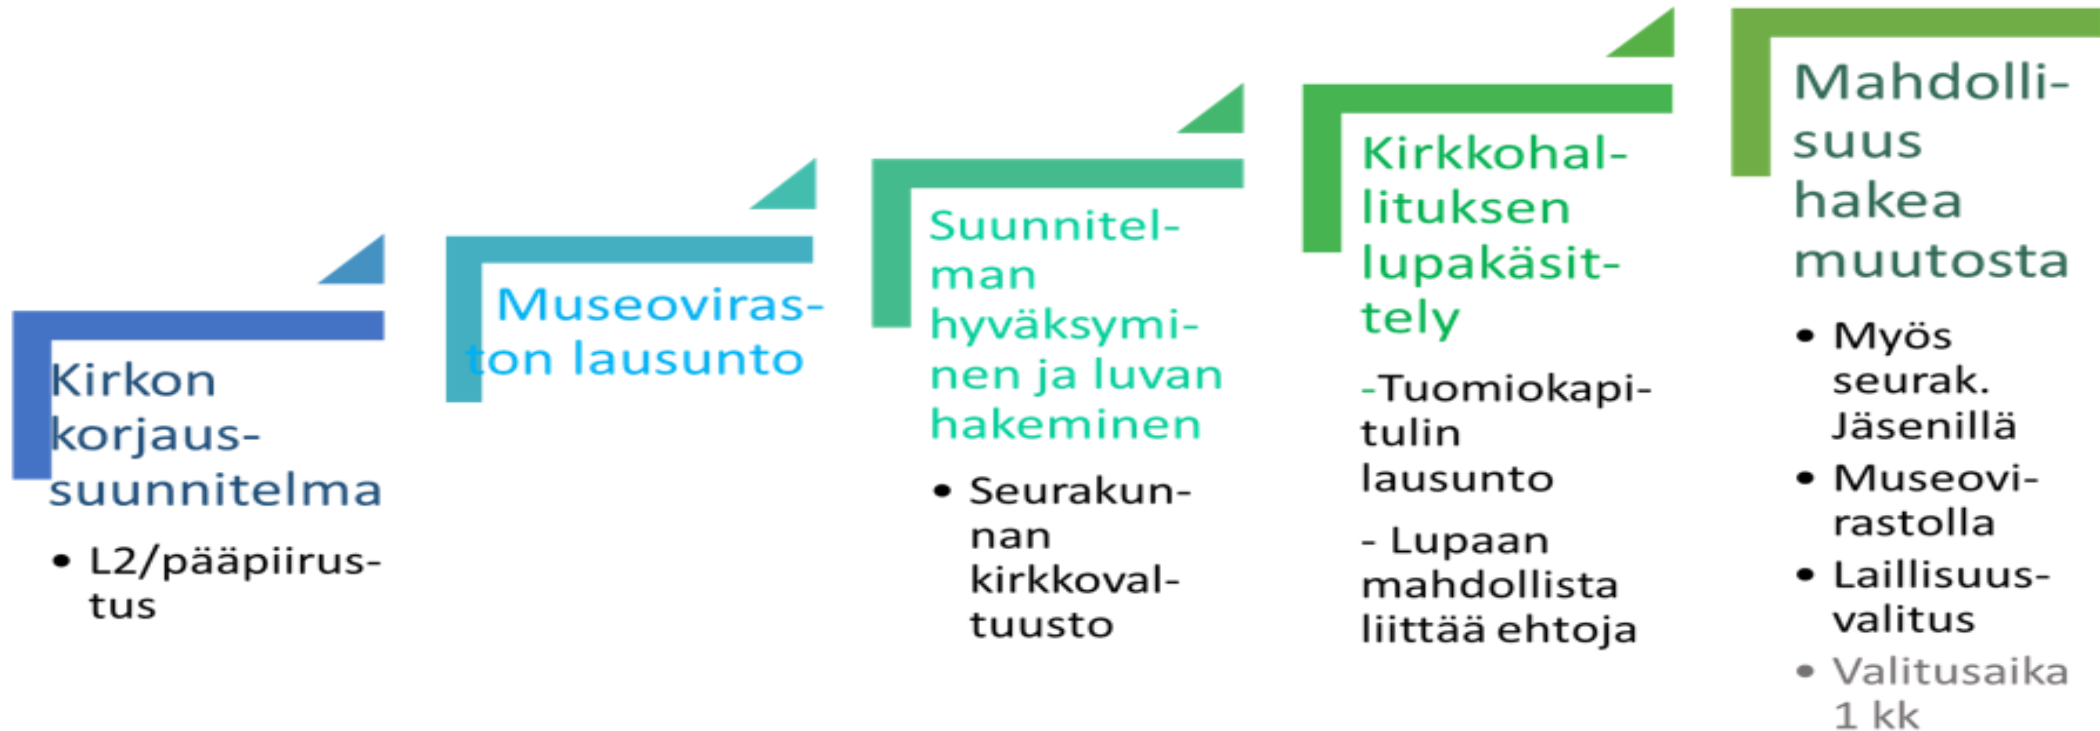 Kirkon
korjaus-
suunnitelma
• L2/pääpiirus-
tus
Museoviras-
ton lausunto
Suunnitel-
man
hyväksymi-
nen ja luvan
hakeminen
• Seurakun-
nan
kirkkoval-
tuusto
Kirkkohal-
lituksen
lupakäsit-
tely
-Tuomiokapi-
tulin
lausunto
- Lupaan
mahdollista
liittää ehtoja
Mahdolli-
suus
hakea
muutosta
• Myös
seurak.
Jäsenillä
• Museovi-
rastolla
• Laillisuus-
valitus
• Valitusaika
1 kk